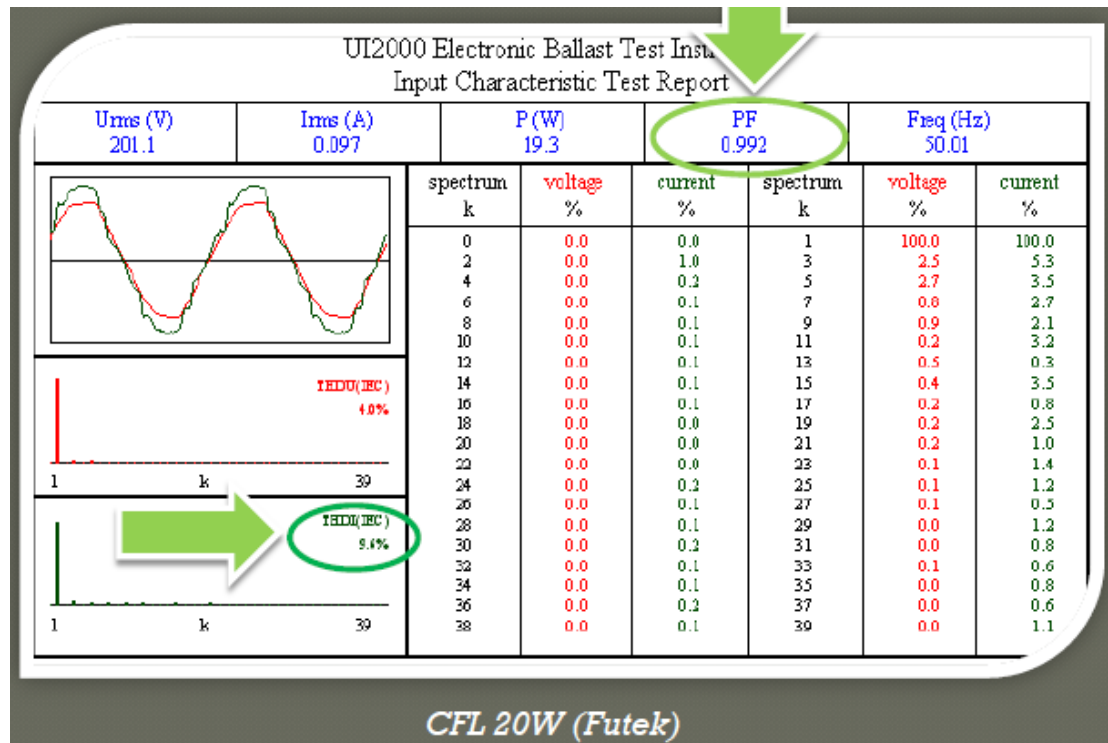 UI2000 Electronic Ballast Test
Input Characteristic Test Report
Urms (V) Irms (A) P (W) PF Freq (Hz)
201.1 0.097 19.3 0.992 50.01
spectrum voltage current spectrum voltage current
k % % k % %
0 0.0 0.0 1 100.0 100.0
2 0.0 1.0 3 2.5 5.3
4 0.0 0.2 5 2.7 3.5
6 0.0 0.1 7 0.8 2.7
8 0.0 0.1 9 0.9 2.1
10 0.0 0.1 11 0.2 3.2
12 0.0 0.1 13 0.5 0.3
14 0.0 0.1 15 0.4 3.5
16 0.0 0.1 17 0.2 0.8
18 0.0 0.0 19 0.2 2.5
20 0.0 0.0 21 0.2 1.0
22 0.0 0.0 23 0.1 1.4
24 0.0 0.2 25 0.1 1.2
26 0.0 0.1 27 0.1 0.5
28 0.0 0.1 29 0.0 1.2
30 0.0 0.2 31 0.0 0.8
32 0.0 0.1 33 0.1 0.6
34 0.0 0.1 35 0.0 0.8
36 0.0 0.2 37 0.0 0.6
38 0.0 0.1 39 0.0 1.1
THDU(IEC)
4.0%
1 k 39
THDI(IEC)
9.6%
1 k 39
CFL 20W (Futek)